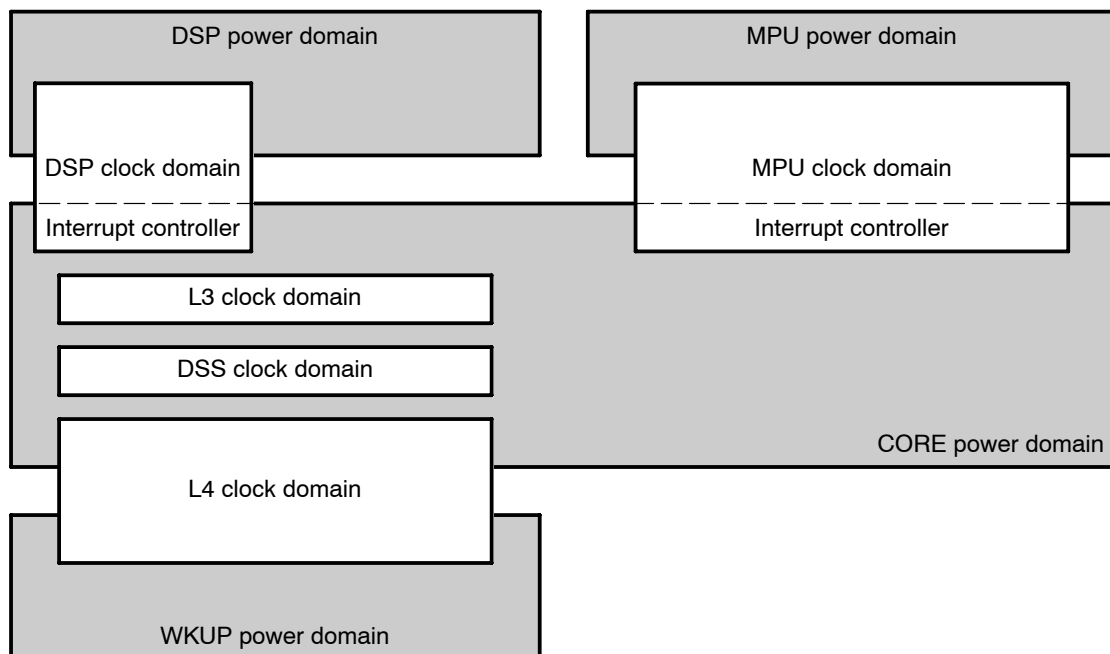 DSP power domain
MPU power domain
DSP clock domain
MPU clock domain
Interrupt controller
Interrupt controller
L3 clock domain
DSS clock domain
CORE power domain
L4 clock domain
WKUP power domain